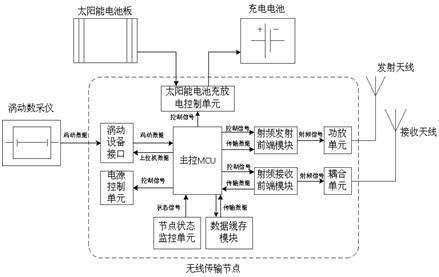 太阳能电池板
充电电池
发射天线
太阳能电池充放
电控制单元
涡动数采仪
控制信号
接收天线
涡动数据
涡动
设备
接口
涡动数据
上位机数据
主控MCU
控制信号
传输数据
射频发射
前端模块
射频信号
功放
单元
控制信号
传输数据
射频接收
前端模块
射频信号
耦合
单元
电源
控制
单元
控制信号
状态信号
传输数据
节点状态
监控单元
数据缓存
模块
无线传输节点